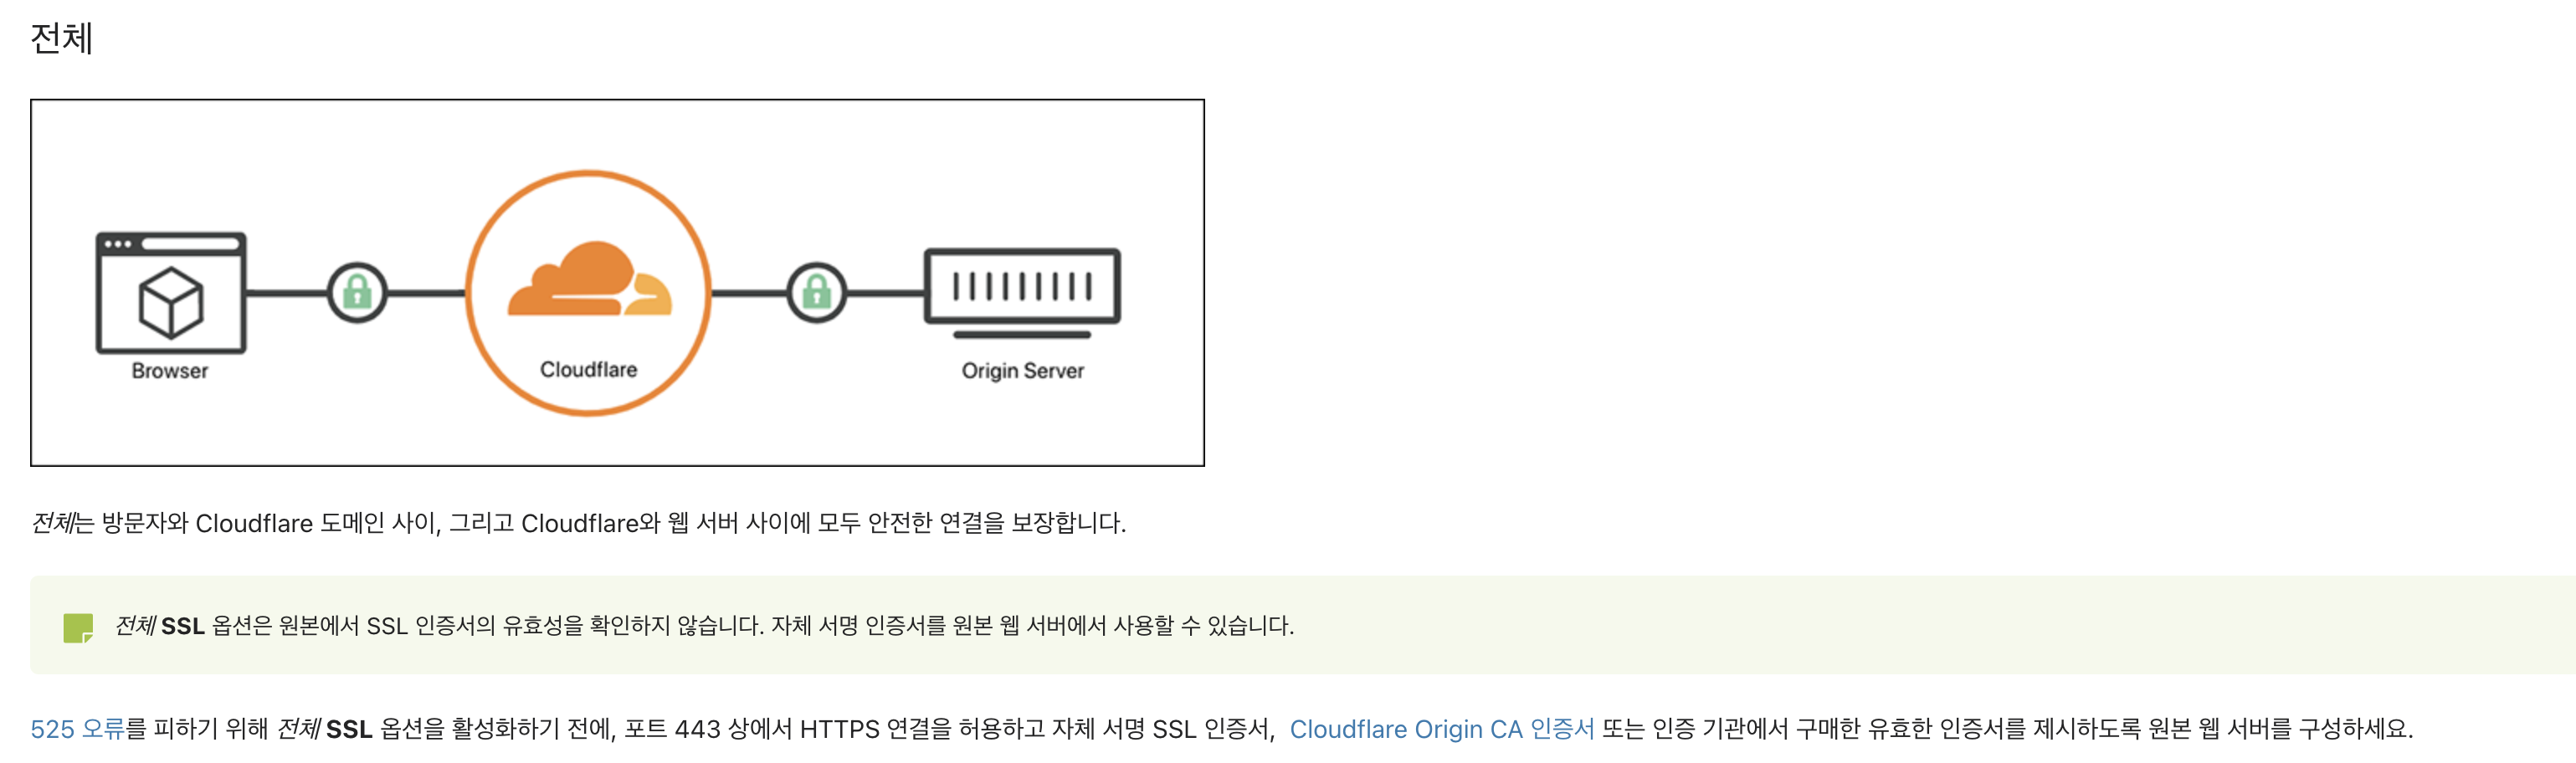 전체
Browser
Cloudflare
Origin Server
전체는 방문자와 Cloudflare 도메인 사이, 그리고 Cloudflare와 웹 서버 사이에 모두 안전한 연결을 보장합니다.
전체 SSL 옵션은 원본에서 SSL 인증서의 유효성을 확인하지 않습니다. 자체 서명 인증서를 원본 웹 서버에서 사용할 수 있습니다.
525 오류를 피하기 위해 전체 SSL 옵션을 활성화하기 전에, 포트 443 상에서 HTTPS 연결을 허용하고 자체 서명 SSL 인증서, Cloudflare Origin CA 인증서 또는 인증 기관에서 구매한 유효한 인증서를 제시하도록 원본 웹 서버를 구성하세요.